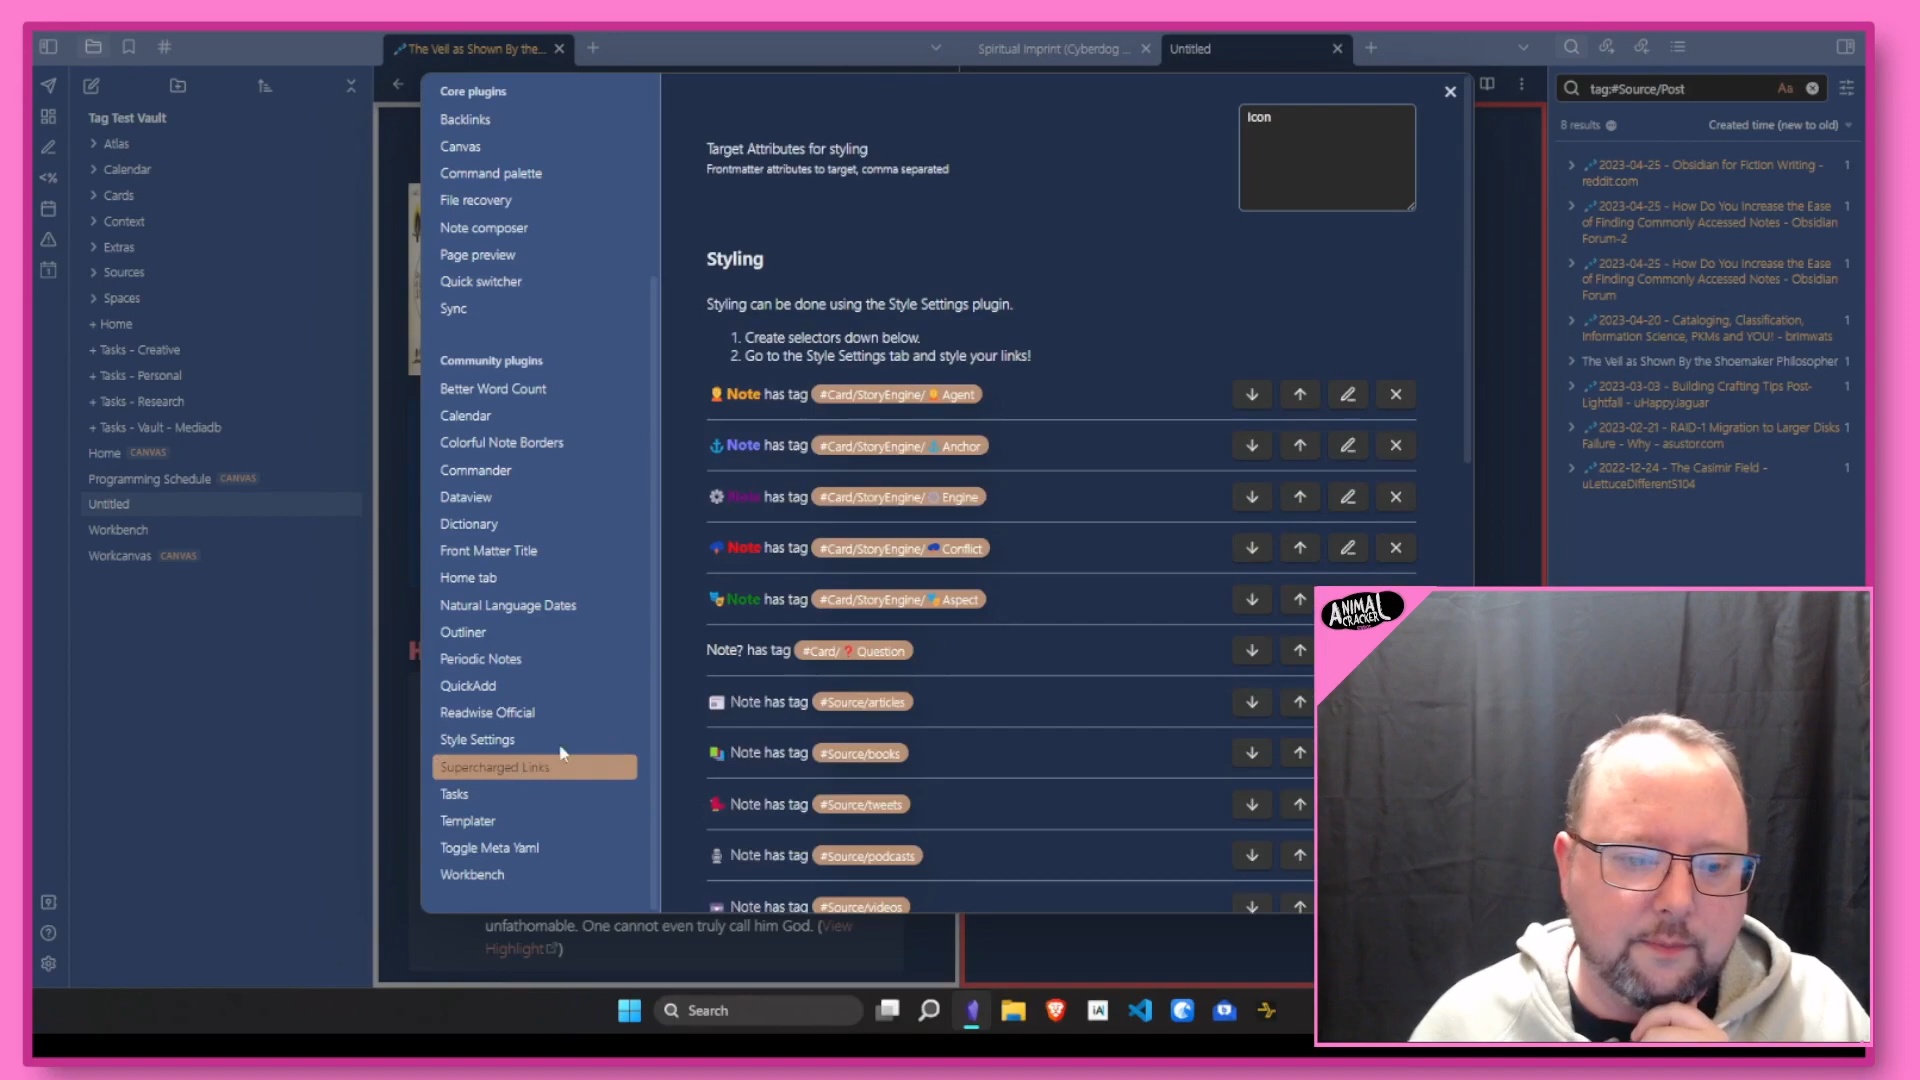 The Veil as Shown By the...
Spiritual Imprint (Cyberdog ...
Untitled
Tag Test Vault
Atlas
Calendar
Cards
Context
Extras
Sources
Spaces
+ Home
+ Tasks - Creative
+ Tasks - Personal
+ Tasks - Research
+ Tasks - Vault - Mediadb
Home CANVAS
Programming Schedule CANVAS
Untitled
Workbench
Workcanvas CANVAS
Core plugins
Backlinks
Canvas
Command palette
File recovery
Note composer
Page preview
Quick switcher
Sync
Community plugins
Better Word Count
Calendar
Colorful Note Borders
Commander
Dataview
Dictionary
Front Matter Title
Home tab
Natural Language Dates
Outliner
Periodic Notes
QuickAdd
Readwise Official
Style Settings
Supercharged Links
Tasks
Templater
Toggle Meta Yaml
Workbench
Target Attributes for styling
Frontmatter attributes to target, comma separated
Icon
Styling
Styling can be done using the Style Settings plugin.
1. Create selectors down below.
2. Go to the Style Settings tab and style your links!
Note has tag #Card/StoryEngine/ Agent
Note has tag #Card/StoryEngine/ Anchor
Note has tag #Card/StoryEngine/ Engine
Note has tag #Card/StoryEngine/ Conflict
Note has tag #Card/StoryEngine/ Aspect
Note? has tag #Card/❓Question
Note has tag #Source/articles
Note has tag #Source/books
Note has tag #Source/tweets
Note has tag #Source/podcasts
Note has tag #Source/videos
unfathomable. One cannot even truly call him God. (View
Highlight)
tag:#Source/Post
Aa
8 results
Created time (new to old)
2023-04-25 - Obsidian for Fiction Writing - 1
reddit.com
2023-04-25 - How Do You Increase the Ease 1
of Finding Commonly Accessed Notes - Obsidian
Forum-2
2023-04-25 - How Do You Increase the Ease 1
of Finding Commonly Accessed Notes - Obsidian
Forum
2023-04-20 - Cataloging, Classification, 1
Information Science, PKMs and YOU! - brimwats
The Veil as Shown By the Shoemaker Philosopher 1
2023-03-03 - Building Crafting Tips Post- 1
Lightfall - uHappyJaguar
2023-02-21 - RAID-1 Migration to Larger Disks 1
Failure - Why - asustor.com
2022-12-24 - The Casimir Field - 1
uLettuceDifferent5104
ANIMAL
CRACKER
Search
iA